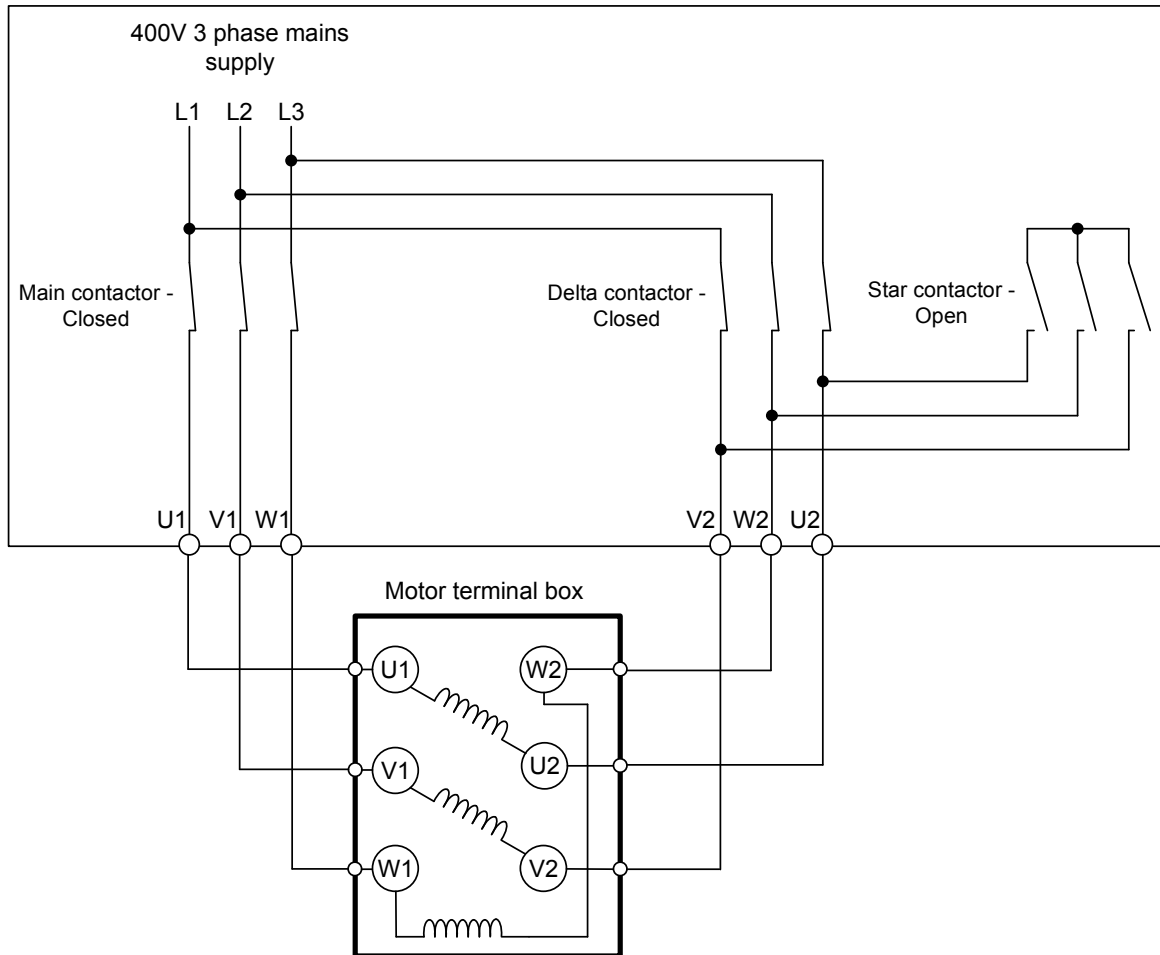 400V 3 phase mains
supply
L1 L2 L3
Main contactor -
Closed
Delta contactor -
Closed
Star contactor -
Open
U1 V1 W1 V2 W2 U2
Motor terminal box
U1 W2
V1 U2
W1 V2